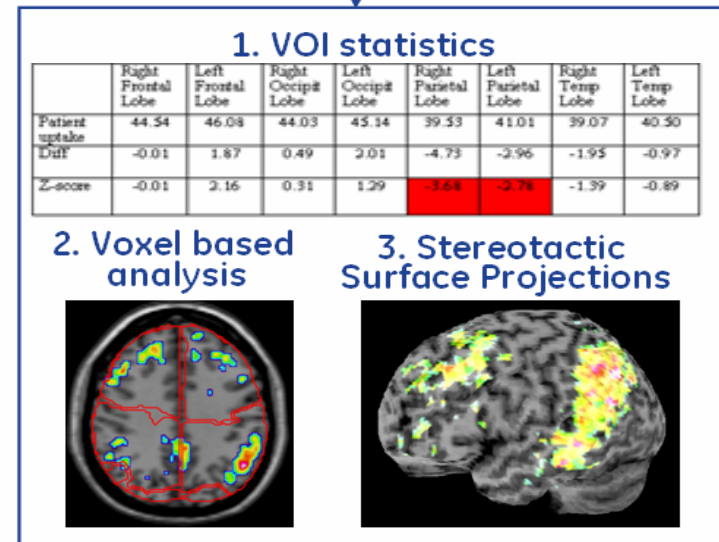 1. VOI statistics
Right Frontal Lobe Left Frontal Lobe Right Occipit Lobe Left Occipit Lobe Right Parietal Lobe Left Parietal Lobe Right Temp Lobe Left Temp Lobe
Patient uptake 44.54 46.08 44.03 45.14 39.53 41.01 39.07 40.50
Diff -0.01 1.87 0.49 2.01 -4.73 -2.96 -1.95 -0.97
Z-score -0.01 2.16 0.31 1.29 -3.68 -2.78 -1.39 -0.89
2. Voxel based
analysis
3. Stereotactic
Surface Projections